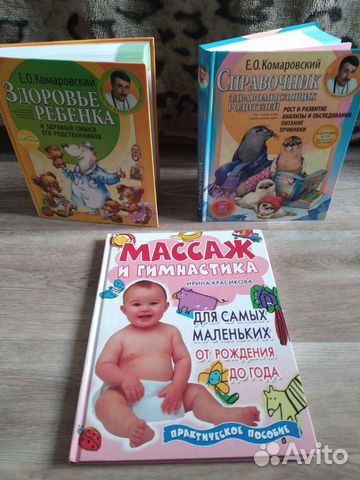 Е.О.Комаровский
ЗДОРОВЬЕ
РЕБЕНКА
И ЗДРАВЫЙ СМЫСЛ
ЕГО РОДСТВЕННИКОВ
Е.О.Комаровский
СПРАВОЧНИК
ЗДРАВОМЫСЛЯЩИХ
РОДИТЕЛЕЙ
РОСТ И РАЗВИТИЕ
АНАЛИЗЫ И ОБСЛЕДОВАНИЯ
ПИТАНИЕ
ПРИВИВКИ
МАССАЖ
И ГИМНАСТИКА
ИРИНА КРАСИКОВА
ДЛЯ САМЫХ
МАЛЕНЬКИХ
ОТ РОЖДЕНИЯ
ДО ГОДА
ПРАКТИЧЕСКОЕ ПОСОБИЕ
Avito